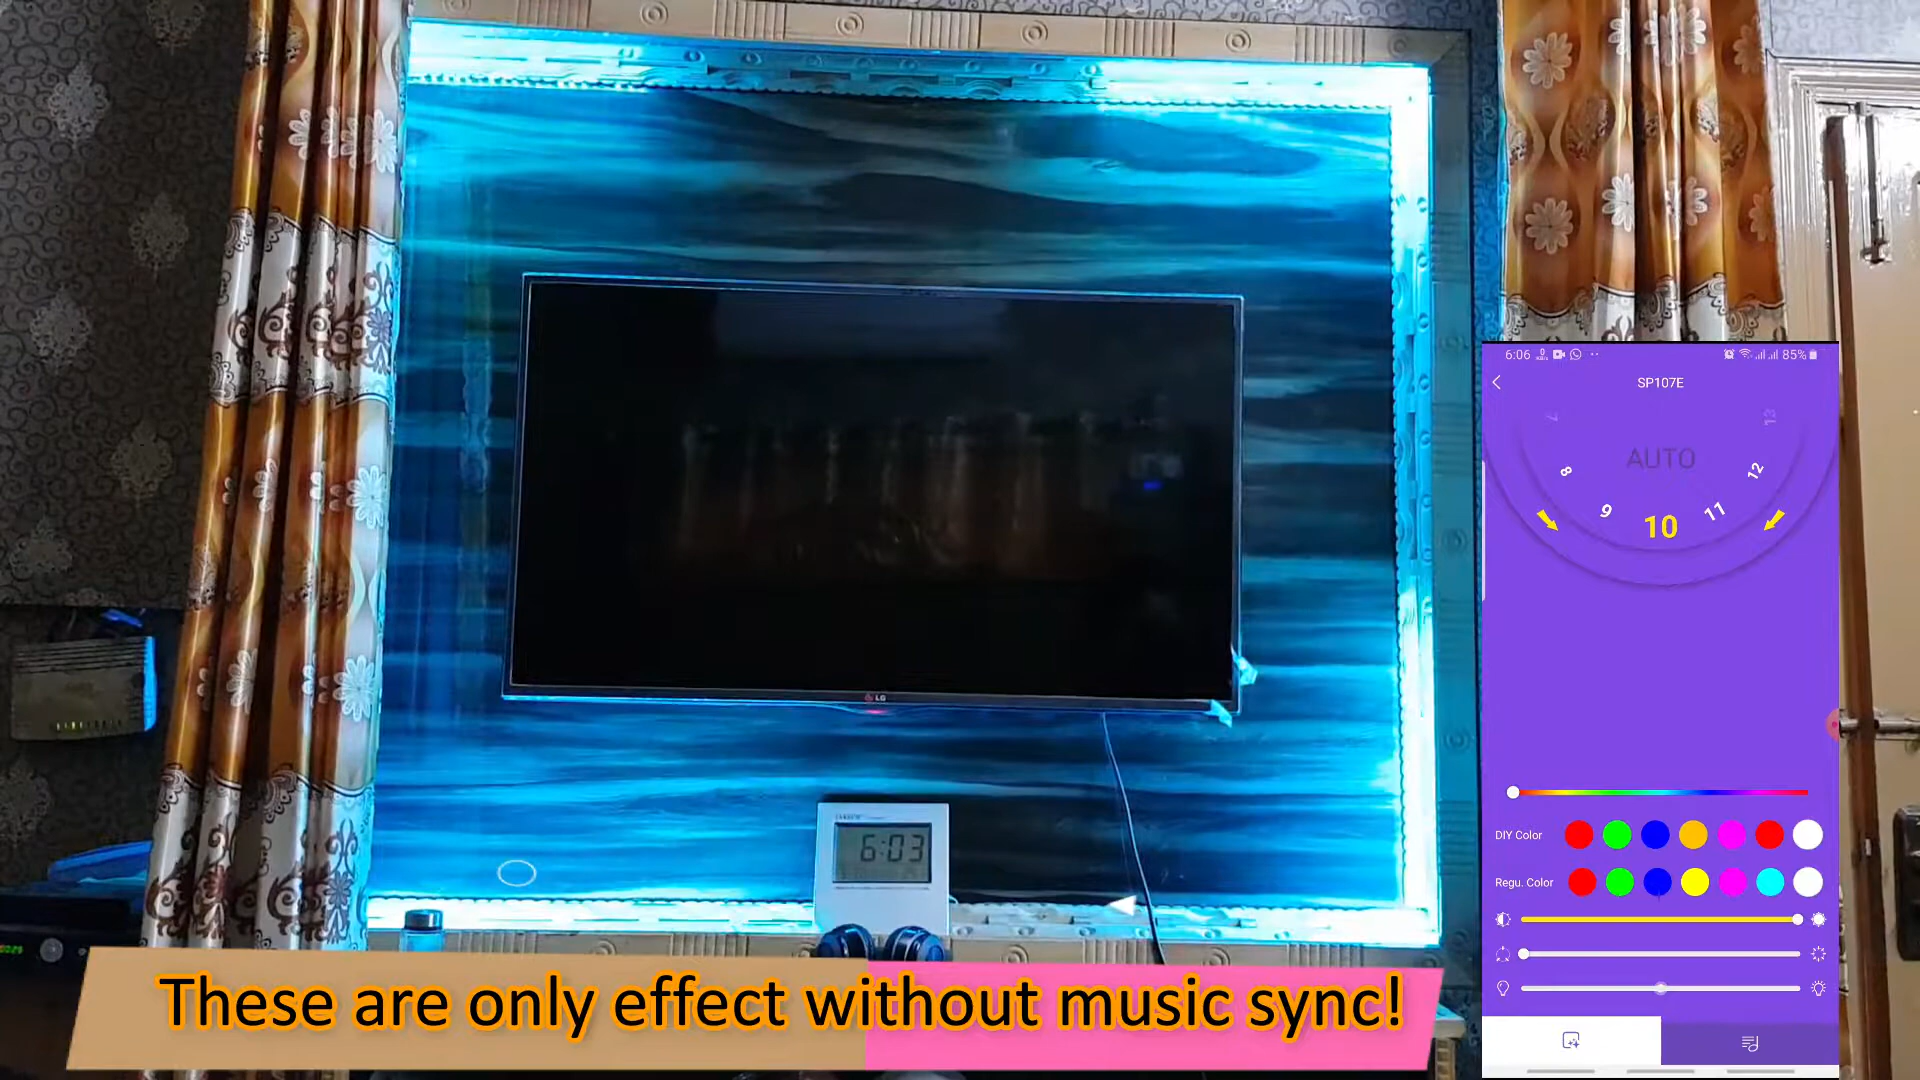 6:06
85%
SP107E
13
AUTO
8
12
9
10
11
DIY Color
Regu. Color
LG
6:03
These are only effect without music sync!